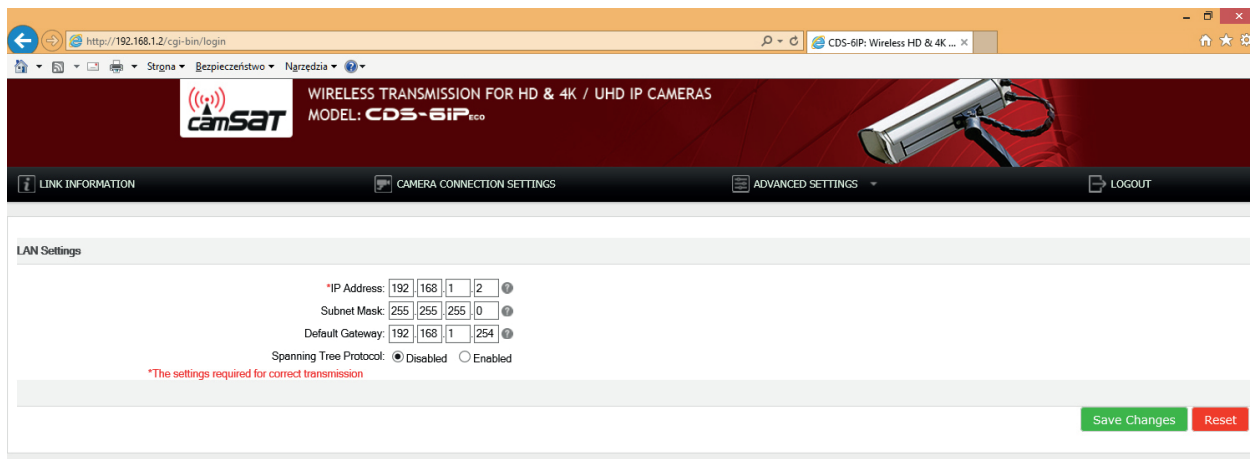 http://192.168.1.2/cgi-bin/login
CDS-6IP: Wireless HD & 4K ...
Strona Bezpieczeństwo Narzędzia
camsat
WIRELESS TRANSMISSION FOR HD & 4K / UHD IP CAMERAS
MODEL: CDS-6iP ECO
LINK INFORMATION
CAMERA CONNECTION SETTINGS
ADVANCED SETTINGS
LOGOUT
LAN Settings
*IP Address: 192 . 168 . 1 . 2
Subnet Mask: 255 . 255 . 255 . 0
Default Gateway: 192 . 168 . 1 . 254
Spanning Tree Protocol: Disabled Enabled
*The settings required for correct transmission
Save Changes Reset